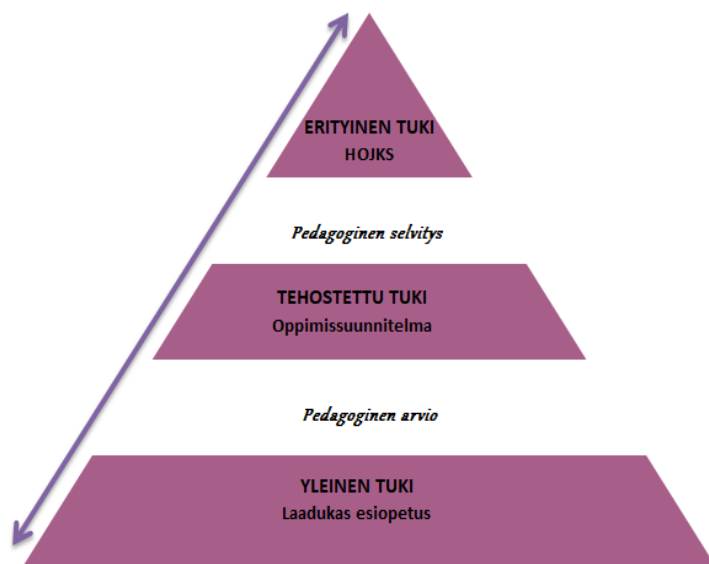 ERITYINEN TUKI
HOJKS
Pedagoginen selvitys
TEHOSTETTU TUKI
Oppimissuunnitelma
Pedagoginen arvio
YLEINEN TUKI
Laadukas esiopetus